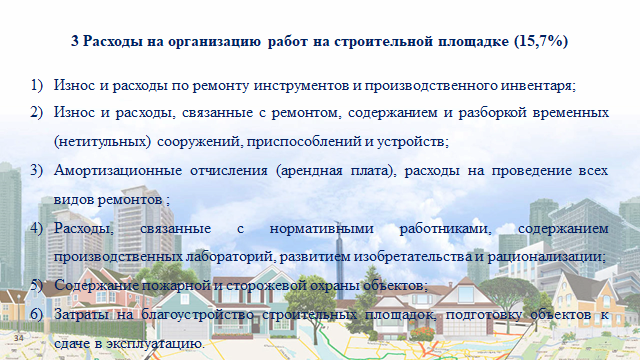 3 Расходы на организацию работ на строительной площадке (15,7%)
1) Износ и расходы по ремонту инструментов и производственного инвентаря;
2) Износ и расходы, связанные с ремонтом, содержанием и разборкой временных
(нетитульных) сооружений, приспособлений и устройств;
3) Амортизационные отчисления (арендная плата), расходы на проведение всех
видов ремонтов ;
4) Расходы, связанные с нормативными работниками, содержанием
производственных лабораторий, развитием изобретательства и рационализации;
5) Содержание пожарной и сторожевой охраны объектов;
6) Затраты на благоустройство строительных площадок, подготовку объектов к
34
сдаче в эксплуатацию.